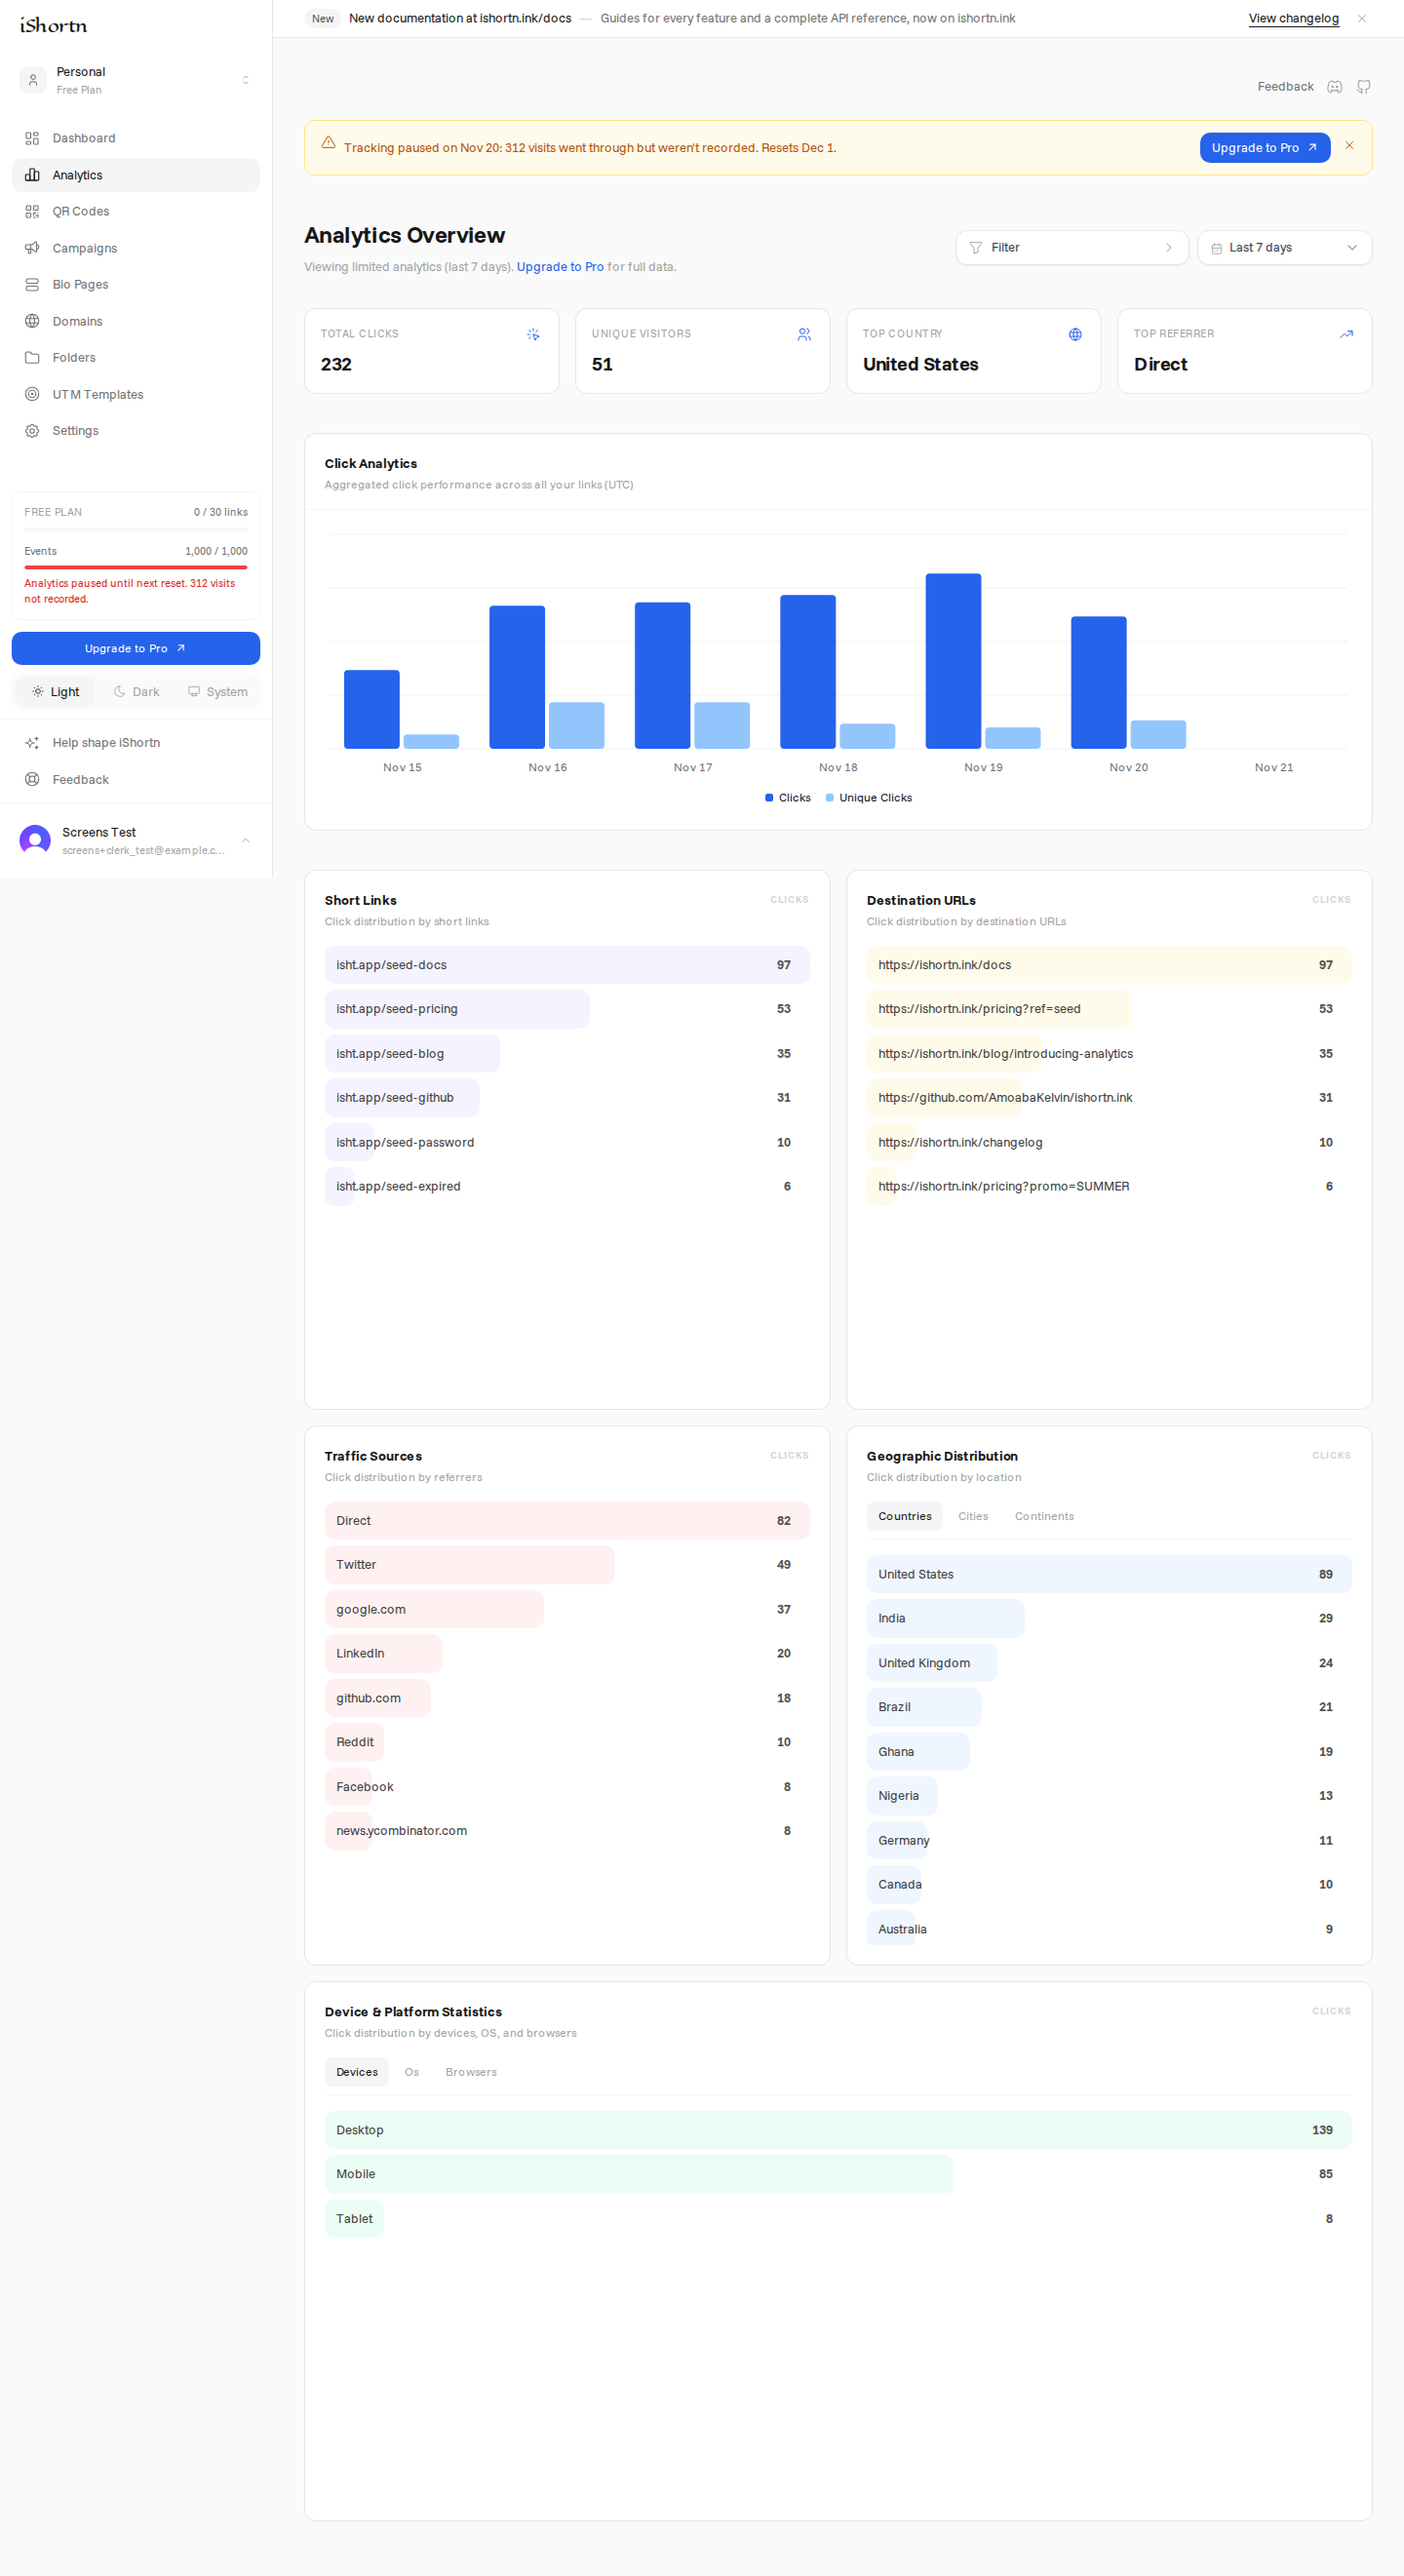 iShortn
Personal
Free Plan
Dashboard
Analytics
QR Codes
Campaigns
Bio Pages
Domains
Folders
UTM Templates
Settings
FREE PLAN 0 / 30 links
Events 1,000 / 1,000
Analytics paused until next reset. 312 visits
not recorded.
Upgrade to Pro
Light Dark System
Help shape iShortn
Feedback
Screens Test
screens+clerk_test@example.c...
New New documentation at ishortn.ink/docs — Guides for every feature and a complete API reference, now on ishortn.ink View changelog
Feedback
Tracking paused on Nov 20: 312 visits went through but weren't recorded. Resets Dec 1. Upgrade to Pro
Analytics Overview
Viewing limited analytics (last 7 days). Upgrade to Pro for full data.
Filter Last 7 days
TOTAL CLICKS
232
UNIQUE VISITORS
51
TOP COUNTRY
United States
TOP REFERRER
Direct
Click Analytics
Aggregated click performance across all your links (UTC)
Nov 15 Nov 16 Nov 17 Nov 18 Nov 19 Nov 20 Nov 21
Clicks Unique Clicks
Short Links CLICKS
Click distribution by short links
isht.app/seed-docs 97
isht.app/seed-pricing 53
isht.app/seed-blog 35
isht.app/seed-github 31
isht.app/seed-password 10
isht.app/seed-expired 6
Destination URLs CLICKS
Click distribution by destination URLs
https://ishortn.ink/docs 97
https://ishortn.ink/pricing?ref=seed 53
https://ishortn.ink/blog/introducing-analytics 35
https://github.com/AmoabaKelvin/ishortn.ink 31
https://ishortn.ink/changelog 10
https://ishortn.ink/pricing?promo=SUMMER 6
Traffic Sources CLICKS
Click distribution by referrers
Direct 82
Twitter 49
google.com 37
LinkedIn 20
github.com 18
Reddit 10
Facebook 8
news.ycombinator.com 8
Geographic Distribution CLICKS
Click distribution by location
Countries Cities Continents
United States 89
India 29
United Kingdom 24
Brazil 21
Ghana 19
Nigeria 13
Germany 11
Canada 10
Australia 9
Device & Platform Statistics CLICKS
Click distribution by devices, OS, and browsers
Devices Os Browsers
Desktop 139
Mobile 85
Tablet 8